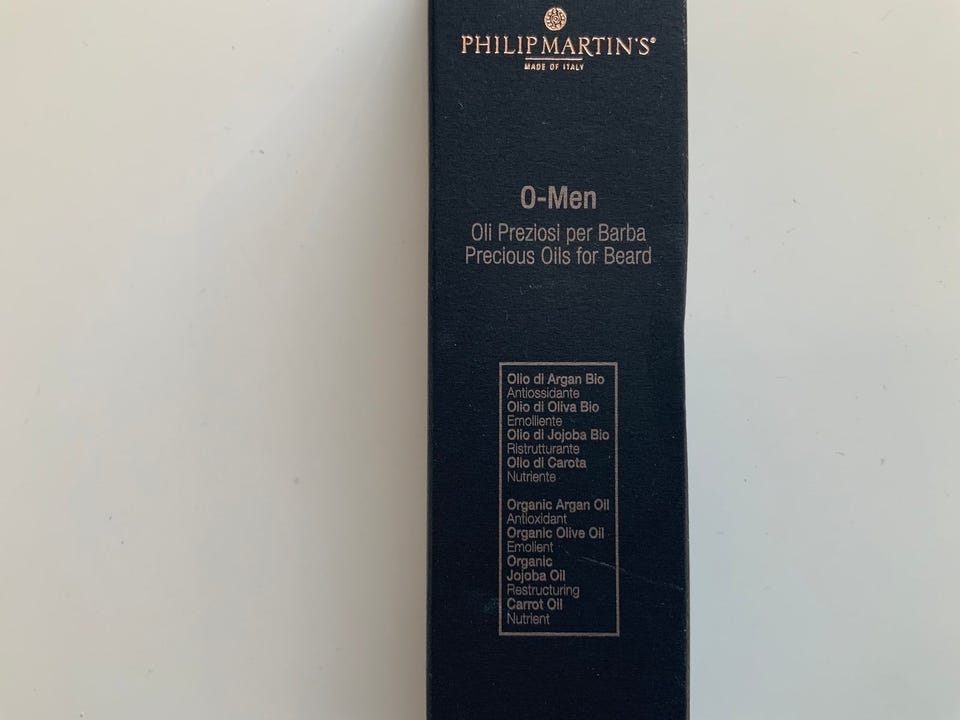 PHILIP MARTIN'S®
MADE OF ITALY
O-Men
Oli Preziosi per Barba
Precious Oils for Beard
Olio di Argan Bio
Antiossidante
Olio di Oliva Bio
Emolliente
Olio di Jojoba Bio
Ristrutturante
Olio di Carota
Nutriente
Organic Argan Oil
Antioxidant
Organic Olive Oil
Emolient
Organic
Jojoba Oil
Restructuring
Carrot Oil
Nutrient